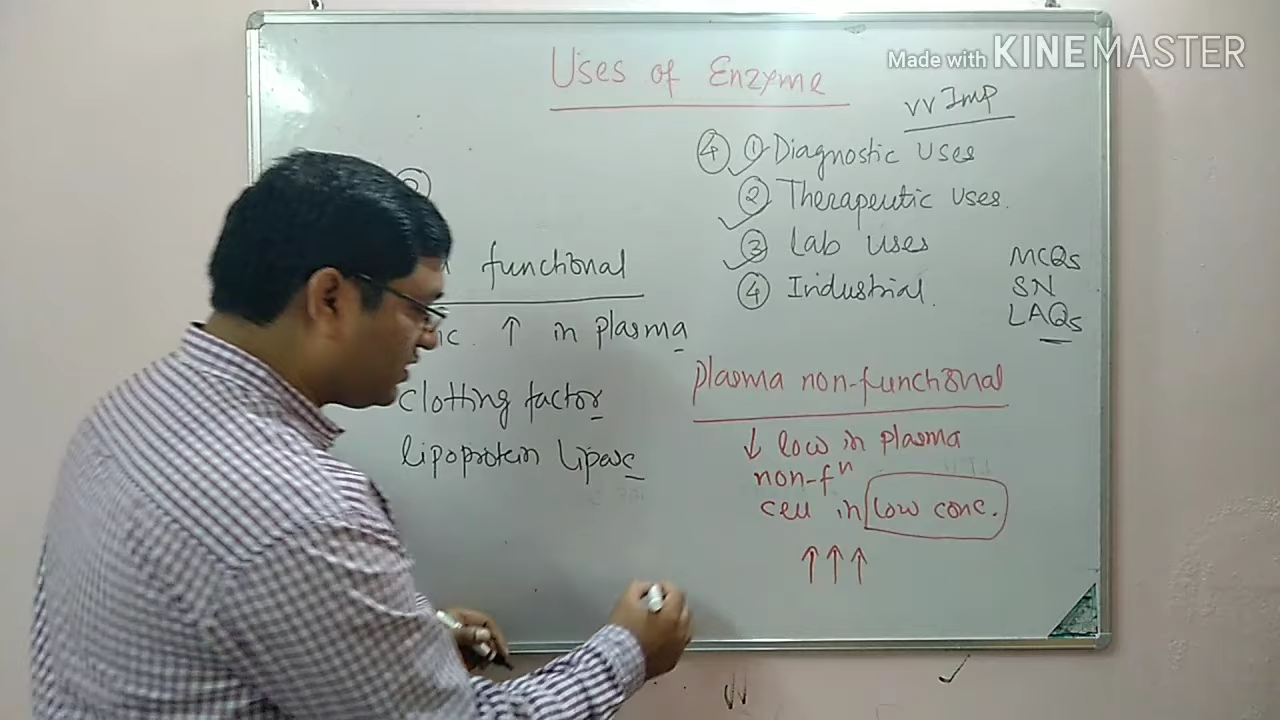 Made with KINEMASTER
Uses of Enzyme
VV Imp
④ ① Diagnostic Uses
② Therapeutic Uses.
③ Lab Uses
④ Industrial.
MCQs
SN
LAQs
②
functional
c. ↑ in plasma
clotting factor
lipoprotein Lipase
Plasma non-functional
↓ low in plasma
non-fⁿ
cell in low conc.
↑↑↑